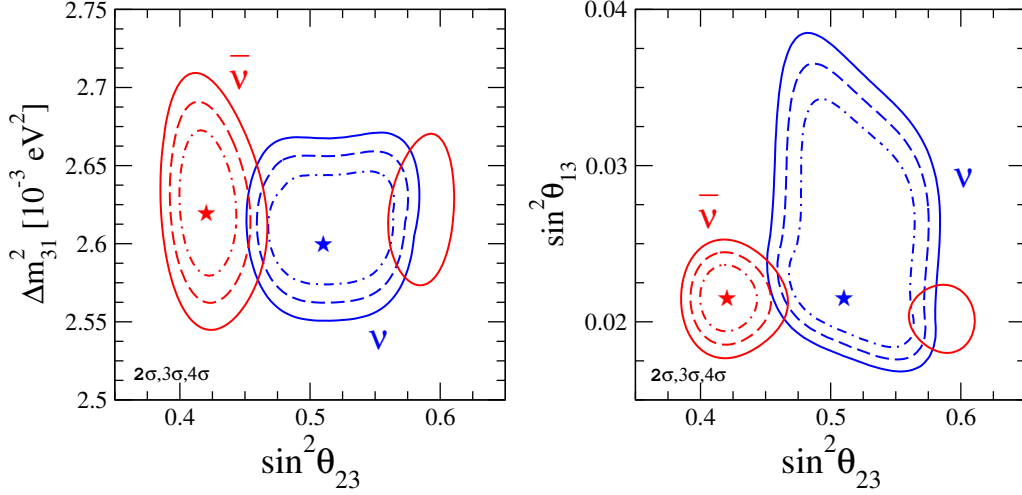 2.75
2.7
2.65
2.6
2.55
2.5
Δm²₃₁ [10⁻³ eV²]
ν̅
ν
2σ,3σ,4σ
0.4 0.5 0.6
sin²θ₂₃
0.04
0.03
0.02
sin²θ₁₃
ν
ν̅
2σ,3σ,4σ
0.4 0.5 0.6
sin²θ₂₃